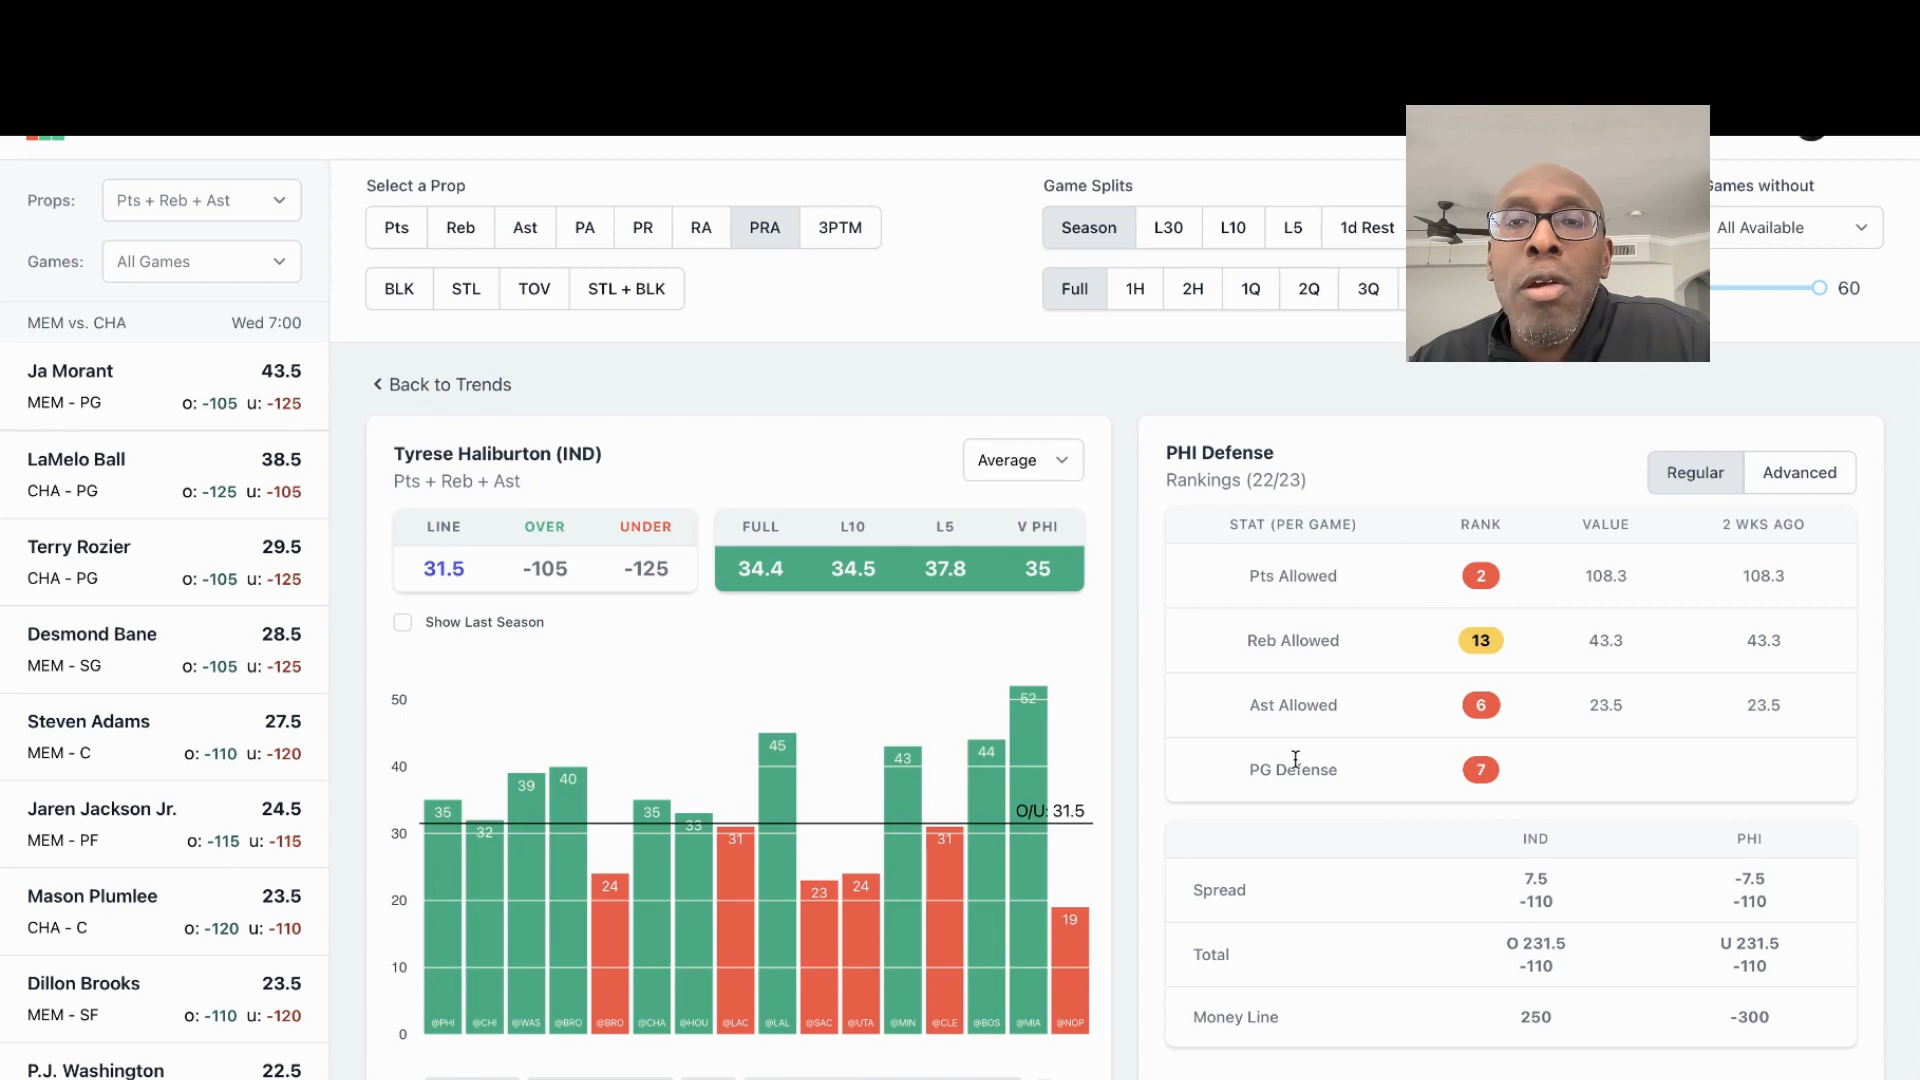 Props: Pts + Reb + Ast
Games: All Games
MEM vs. CHA Wed 7:00
Ja Morant 43.5
MEM - PG o: -105 u: -125
LaMelo Ball 38.5
CHA - PG o: -125 u: -105
Terry Rozier 29.5
CHA - PG o: -105 u: -125
Desmond Bane 28.5
MEM - SG o: -105 u: -125
Steven Adams 27.5
MEM - C o: -110 u: -120
Jaren Jackson Jr. 24.5
MEM - PF o: -115 u: -115
Mason Plumlee 23.5
CHA - C o: -120 u: -110
Dillon Brooks 23.5
MEM - SF o: -110 u: -120
P.J. Washington 22.5
Select a Prop
Pts Reb Ast PA PR RA PRA 3PTM
BLK STL TOV STL + BLK
Game Splits
Season L30 L10 L5 1d Rest
Full 1H 2H 1Q 2Q 3Q
Games without
All Available
60
Back to Trends
Tyrese Haliburton (IND)
Pts + Reb + Ast
Average
LINE OVER UNDER
31.5 -105 -125
FULL L10 L5 V PHI
34.4 34.5 37.8 35
Show Last Season
50
40
30
20
10
0
35 32 39 40 24 35 33 31 45 23 24 43 31 44 52 19
O/U: 31.5
@PHI @CHI @WAS @BRO @BRO @CHA @HOU @LAC @LAL @SAC @UTA @MIN @CLE @BOS @MIA @NOP
PHI Defense
Rankings (22/23)
Regular Advanced
STAT (PER GAME) RANK VALUE 2 WKS AGO
Pts Allowed 2 108.3 108.3
Reb Allowed 13 43.3 43.3
Ast Allowed 6 23.5 23.5
PG Defense 7
IND PHI
Spread 7.5 -110 -7.5 -110
Total O 231.5 -110 U 231.5 -110
Money Line 250 -300